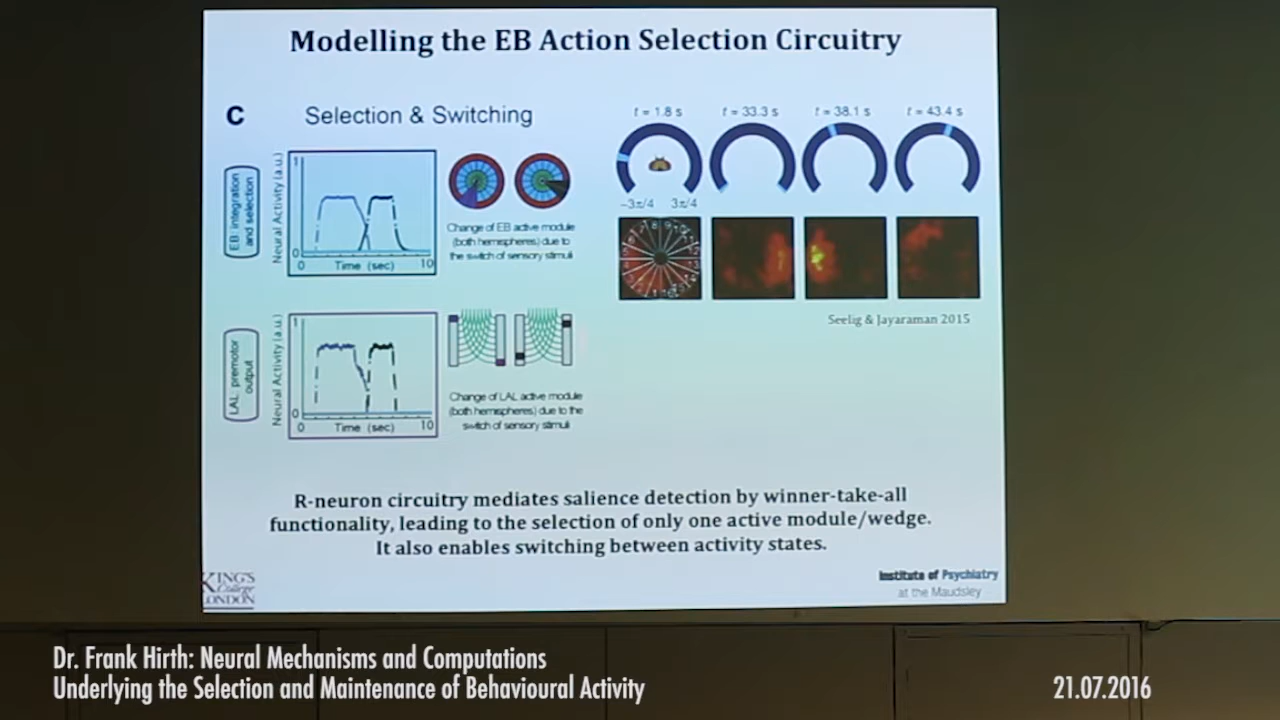 Modelling the EB Action Selection Circuitry
C
Selection & Switching
EB: integration
and selection
Neural Activity (a.u.)
1
0
0
Time (sec)
10
Change of EB active module
(both hemispheres) due to
the switch of sensory stimuli
LAL: premotor
output
Neural Activity (a.u.)
1
0
0
Time (sec)
10
Change of LAL active module
(both hemispheres) due to the
switch of sensory stimuli
t = 1.8 s
t = 33.3 s
t = 38.1 s
t = 43.4 s
−3π/4
3π/4
Seelig & Jayaraman 2015
R-neuron circuitry mediates salience detection by winner-take-all
functionality, leading to the selection of only one active module/wedge.
It also enables switching between activity states.
KING'S
College
LONDON
Institute of Psychiatry
at the Maudsley
Dr. Frank Hirth: Neural Mechanisms and Computations
Underlying the Selection and Maintenance of Behavioural Activity
21.07.2016